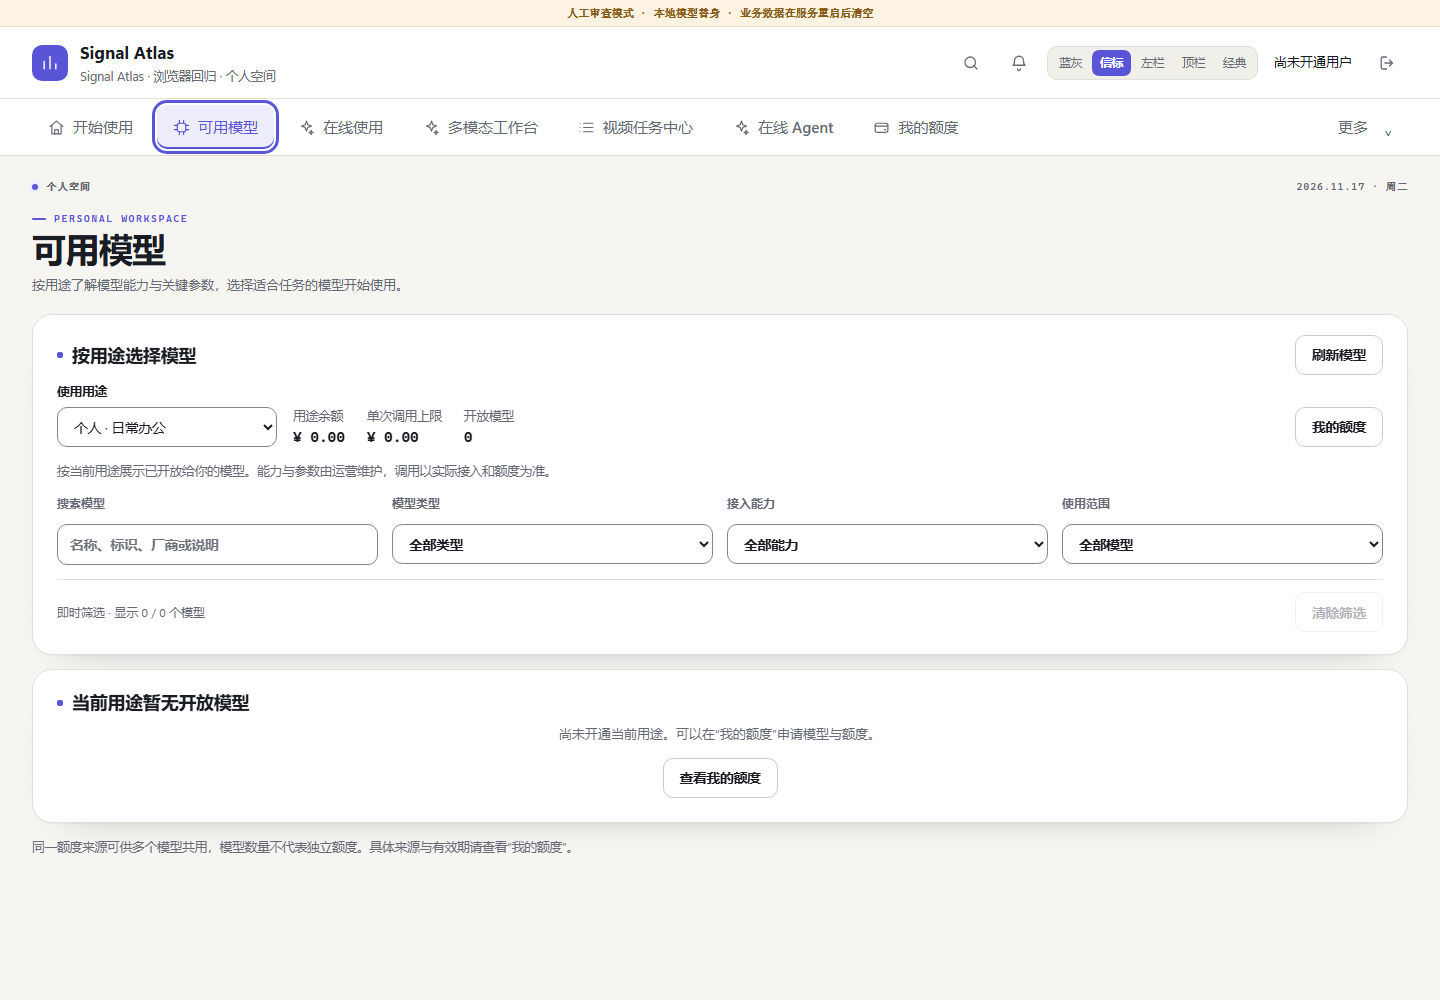 人工审查模式 · 本地模型替身 · 业务数据在服务重启后清空
Signal Atlas
Signal Atlas · 浏览器回归 · 个人空间
蓝灰 信标 左栏 顶栏 经典
尚未开通用户
开始使用 可用模型 在线使用 多模态工作台 视频任务中心 在线 Agent 我的额度 更多
个人空间
2026.11.17 · 周二
PERSONAL WORKSPACE
可用模型
按用途了解模型能力与关键参数，选择适合任务的模型开始使用。
按用途选择模型
刷新模型
使用用途
个人 · 日常办公
用途余额 单次调用上限 开放模型
¥ 0.00 ¥ 0.00 0
我的额度
按当前用途展示已开放给你的模型。能力与参数由运营维护，调用以实际接入和额度为准。
搜索模型 模型类型 接入能力 使用范围
名称、标识、厂商或说明 全部类型 全部能力 全部模型
即时筛选 · 显示 0 / 0 个模型
清除筛选
当前用途暂无开放模型
尚未开通当前用途。可以在“我的额度”申请模型与额度。
查看我的额度
同一额度来源可供多个模型共用，模型数量不代表独立额度。具体来源与有效期请查看“我的额度”。